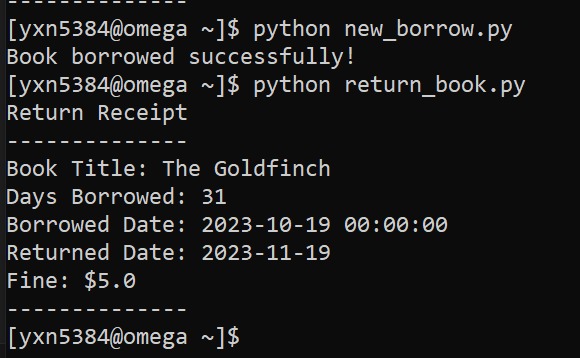 --------------
[yxn5384@omega ~]$ python new_borrow.py
Book borrowed successfully!
[yxn5384@omega ~]$ python return_book.py
Return Receipt
--------------
Book Title: The Goldfinch
Days Borrowed: 31
Borrowed Date: 2023-10-19 00:00:00
Returned Date: 2023-11-19
Fine: $5.0
--------------
[yxn5384@omega ~]$